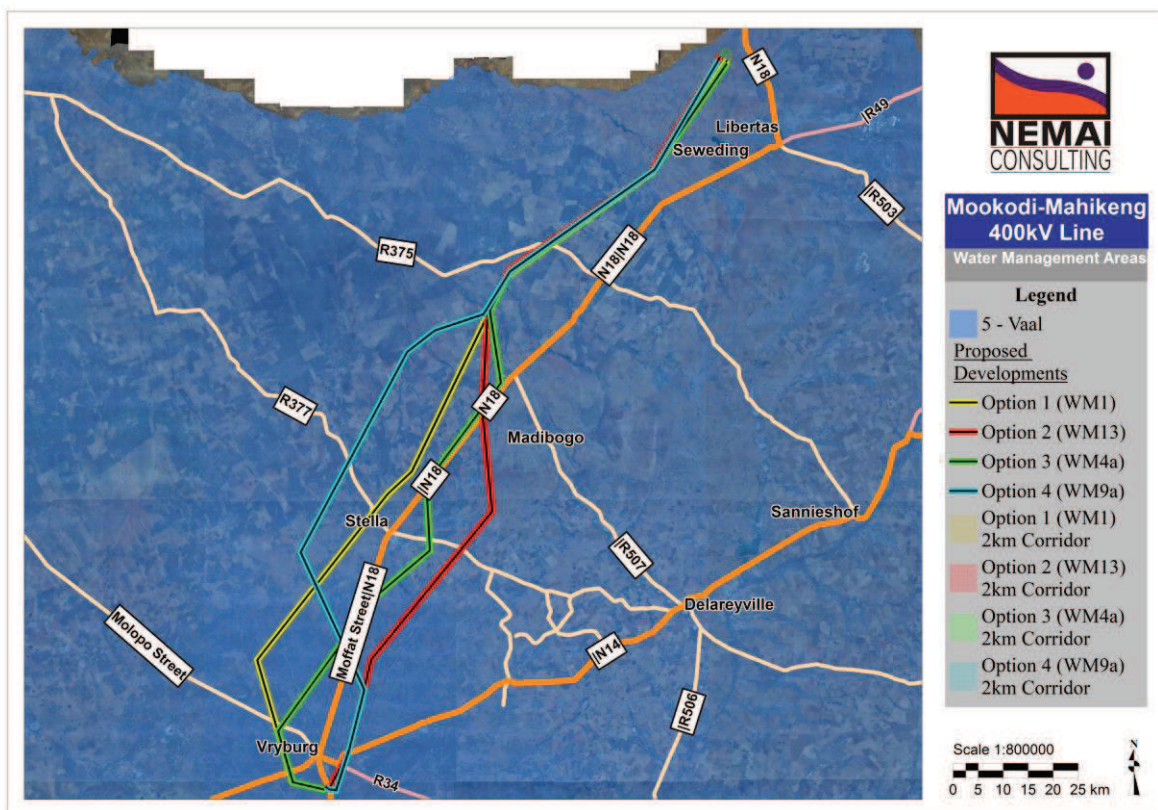 N18
|R49
Libertas
Seweding
|R503
R375
N18|N18
R377
N18
Madibogo
|N18
Stella
Sannieshof
|R507
Moffat Street|N18
Delareyville
Molopo Street
|N14
|R506
Vryburg
R34
NEMAI
CONSULTING
Mookodi-Mahikeng
400kV Line
Water Management Areas
Legend
5 - Vaal
Proposed
Developments
Option 1 (WM1)
Option 2 (WM13)
Option 3 (WM4a)
Option 4 (WM9a)
Option 1 (WM1)
2km Corridor
Option 2 (WM13)
2km Corridor
Option 3 (WM4a)
2km Corridor
Option 4 (WM9a)
2km Corridor
Scale 1:800000
N
0 5 10 15 20 25 km